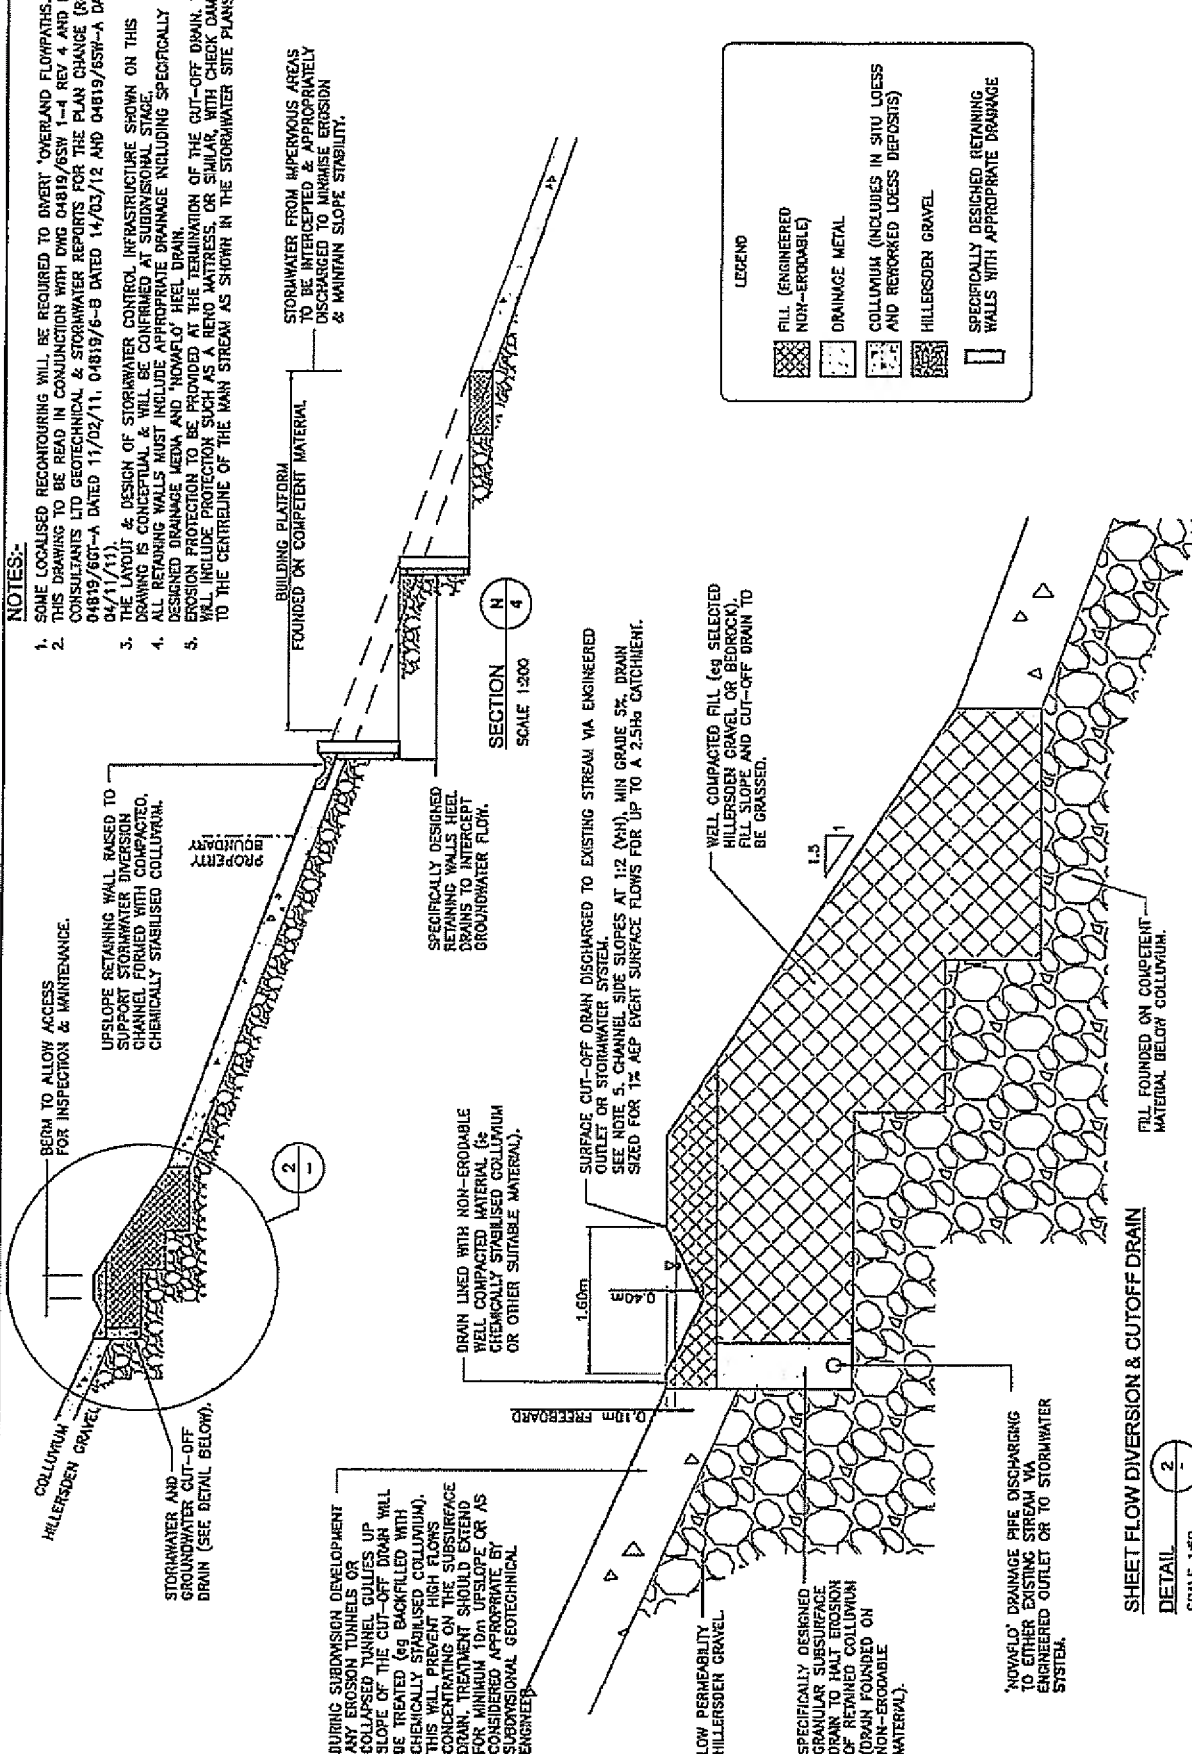 NOTES:-
1. SOME LOCALISED RECONTOURING WILL BE REQUIRED TO DIVERT 'OVERLAND FLOWPATHS.
2. THIS DRAWING TO BE READ IN CONJUNCTION WITH DWG 04819/6SW 1-4 REV 4 AND
CONSULTANTS LTD GEOTECHNICAL & STORMWATER REPORTS FOR THE PLAN CHANGE
04819/6GT-A DATED 11/02/11; 04819/6-B DATED 14/03/12 AND 04819/6SW-A
04/11/11).
3. THE LAYOUT & DESIGN OF STORMWATER CONTROL INFRASTRUCTURE SHOWN ON THIS
DRAWING IS CONCEPTUAL & WILL BE CONFIRMED AT SUBDIVISIONAL STAGE.
4. ALL RETAINING WALLS MUST INCLUDE APPROPRIATE DRAINAGE INCLUDING SPECIFICALLY
DESIGNED DRAINAGE MEDIA AND 'NOVAFLO' HEEL DRAIN.
5. EROSION PROTECTION TO BE PROVIDED AT THE TERMINATION OF THE CUT-OFF DRAIN.
WILL INCLUDE PROTECTION SUCH AS A RENO MATTRESS, OR SIMILAR, WITH CHECK
TO THE CENTRELINE OF THE MAIN STREAM AS SHOWN IN THE STORMWATER SITE PLANS
BERM TO ALLOW ACCESS
FOR INSPECTION & MAINTENANCE.
UPSLOPE RETAINING WALL RAISED TO
SUPPORT STORMWATER DIVERSION
CHANNEL FORMED WITH COMPACTED,
CHEMICALLY STABILISED COLLUVIUM.
BUILDING PLATFORM
FOUNDED ON COMPETENT MATERIAL
STORMWATER FROM IMPERVIOUS AREAS
TO BE INTERCEPTED & APPROPRIATELY
DISCHARGED TO MINIMISE EROSION
& MAINTAIN SLOPE STABILITY.
COLLUVIUM
HILLERSDEN GRAVEL
PROPERTY
BOUNDARY
STORMWATER AND
GROUNDWATER CUT-OFF
DRAIN (SEE DETAIL BELOW).
2
-
SPECIFICALLY DESIGNED
RETAINING WALLS HEEL
DRAINS TO INTERCEPT
GROUNDWATER FLOW.
SECTION
N
4
SCALE 1:200
LEGEND
FILL (ENGINEERED
NON-ERODABLE)
DRAINAGE METAL
COLLUMIUM (INCLUDES IN SITU LOESS
AND REWORKED LOESS DEPOSITS)
HILLERSDEN GRAVEL
SPECIFICALLY DESIGNED RETAINING
WALLS WITH APPROPRIATE DRAINAGE
DURING SUBDIVISION DEVELOPMENT
ANY EROSION TUNNELS OR
COLLAPSED TUNNEL GULLIES UP
SLOPE OF THE CUT-OFF DRAIN WILL
BE TREATED (eg BACKFILLED WITH
CHEMICALLY STABILISED COLLUVIUM).
THIS WILL PREVENT HIGH FLOWS
CONCENTRATING ON THE SUBSURFACE
DRAIN. TREATMENT SHOULD EXTEND
FOR MINIMUM 10m UPSLOPE OR AS
CONSIDERED APPROPRIATE BY
SUBDIVISIONAL GEOTECHNICAL
ENGINEER
DRAIN LINED WITH NON-ERODABLE
WELL COMPACTED MATERIAL (ie
CHEMICALLY STABILISED COLLUVIUM
OR OTHER SUITABLE MATERIAL).
SURFACE CUT-OFF DRAIN DISCHARGED TO EXISTING STREAM VIA ENGINEERED
OUTLET OR STORMWATER SYSTEM.
SEE NOTE 5. CHANNEL SIDE SLOPES AT 1:2 (V:H), MIN GRADE 5%, DRAIN
SIZED FOR 1% AEP EVENT SURFACE FLOWS FOR UP TO A 2.5Ha CATCHMENT.
1.60m
0.40m
0.10m FREEBOARD
WELL COMPACTED FILL (eg SELECTED
HILLERSDEN GRAVEL OR BEDROCK).
FILL SLOPE AND CUT-OFF DRAIN TO
BE GRASSED.
1.5
1
LOW PERMEABILITY
HILLERSDEN GRAVEL.
SPECIFICALLY DESIGNED
GRANULAR SUBSURFACE
DRAIN TO HALT EROSION
OF RETAINED COLLUVIUM
(DRAIN FOUNDED ON
NON-ERODABLE
MATERIAL).
'NOVAFLO' DRAINAGE PIPE DISCHARGING
TO EITHER EXISTING STREAM VIA
ENGINEERED OUTLET OR TO STORMWATER
SYSTEM.
FILL FOUNDED ON COMPETENT
MATERIAL BELOW COLLUVIUM.
SHEET FLOW DIVERSION & CUTOFF DRAIN
DETAIL
2
-